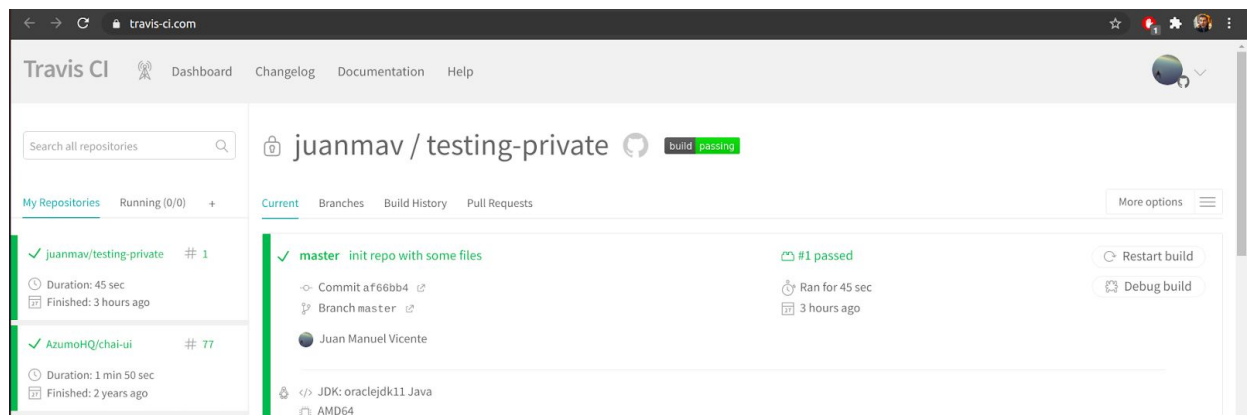 travis-ci.com
1
Travis CI Dashboard Changelog Documentation Help
Search all repositories
juanmav / testing-private build passing
My Repositories Running (0/0) +
Current Branches Build History Pull Requests More options
juanmav/testing-private # 1
Duration: 45 sec
Finished: 3 hours ago
AzumoHQ/chai-ui # 77
Duration: 1 min 50 sec
Finished: 2 years ago
master init repo with some files #1 passed Restart build
Commit af66bb4 Ran for 45 sec Debug build
Branch master 3 hours ago
Juan Manuel Vicente
</> JDK: oraclejdk11 Java
AMD64